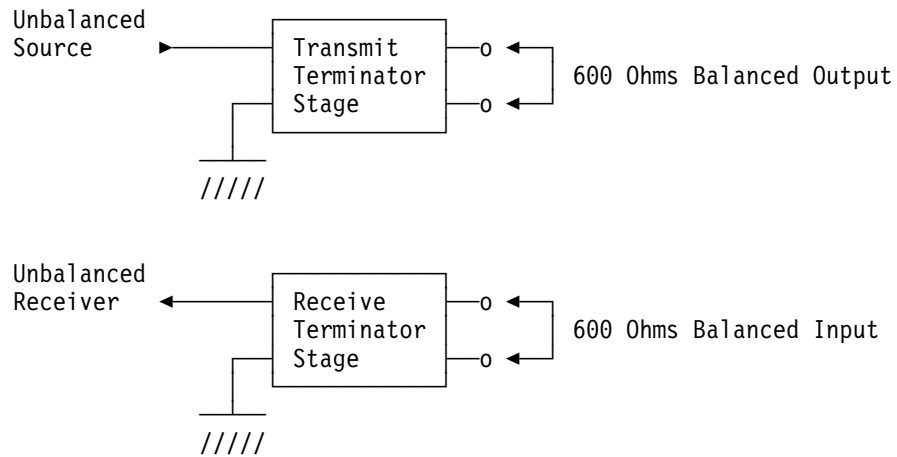 Unbalanced
Source
Transmit
Terminator
Stage
o
o
600 Ohms Balanced Output
/////
Unbalanced
Receiver
Receive
Terminator
Stage
o
o
600 Ohms Balanced Input
/////